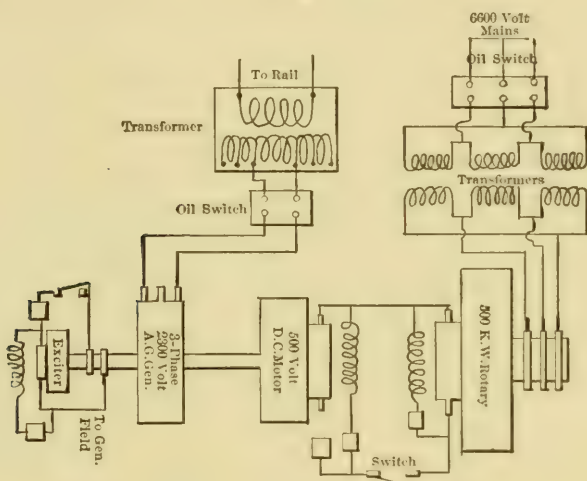 6600 Volt
Mains
Oil Switch
To Rail
Transformer
Transformers
Oil Switch
Exciter
3-Phase
2300 Volt
A.G.Gen.
500 Volt
D.C.Motor
500 K.W.Rotary
To Gen.
Field
Switch